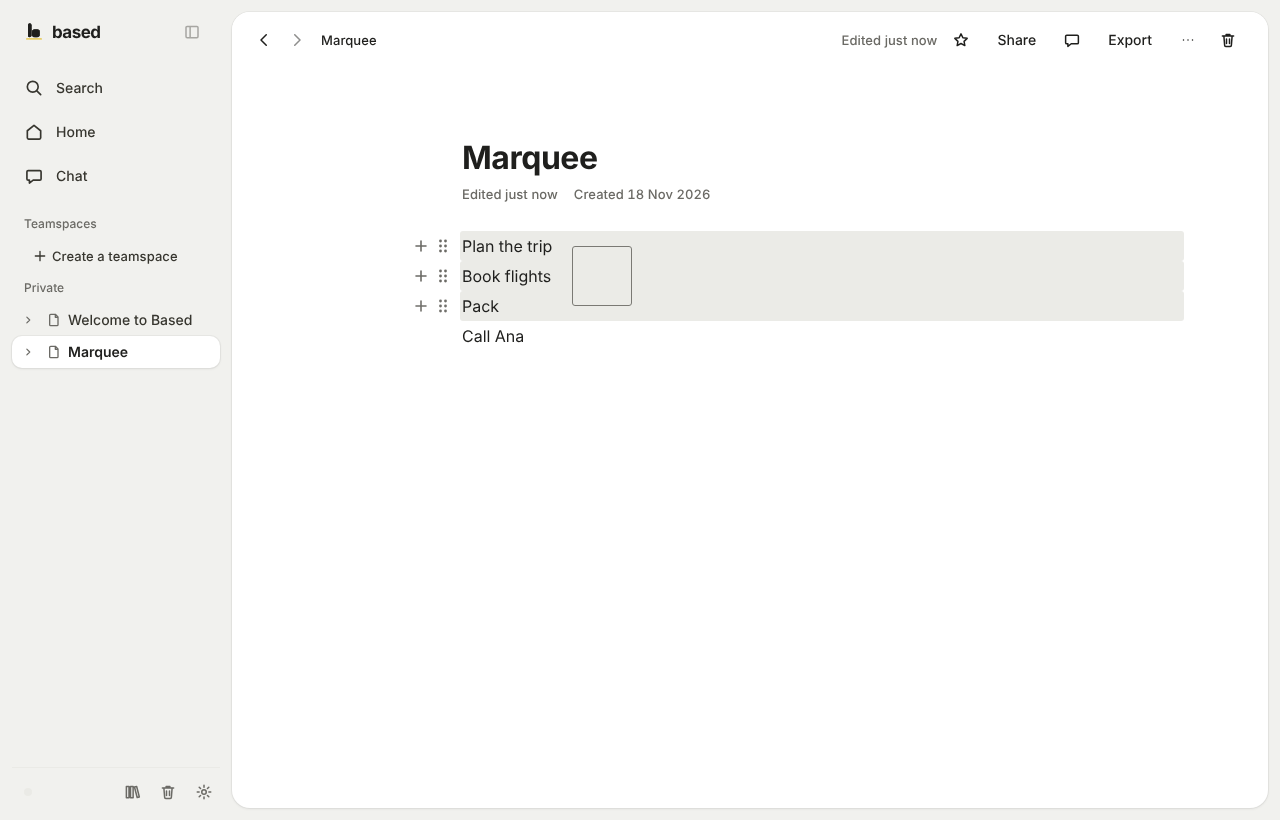 based
Search
Home
Chat
Teamspaces
Create a teamspace
Private
Welcome to Based
Marquee
Marquee
Edited just now
Share
Export
Marquee
Edited just now Created 18 Nov 2026
Plan the trip
Book flights
Pack
Call Ana